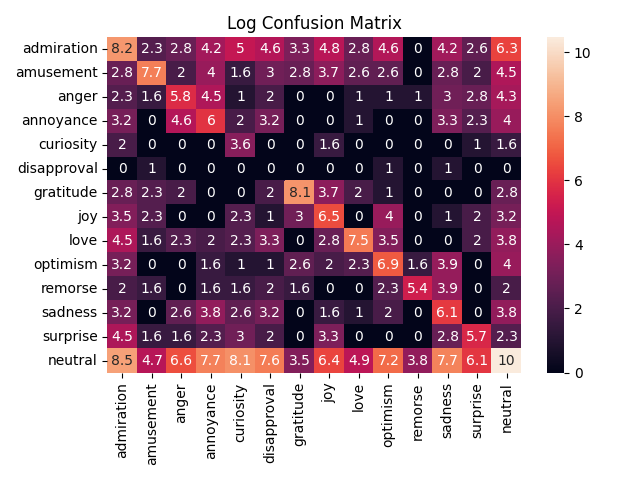 Log Confusion Matrix
admiration 8.2 2.3 2.8 4.2 5 4.6 3.3 4.8 2.8 4.6 0 4.2 2.6 6.3
amusement 2.8 7.7 2 4 1.6 3 2.8 3.7 2.6 2.6 0 2.8 2 4.5
anger 2.3 1.6 5.8 4.5 1 2 0 0 1 1 1 3 2.8 4.3
annoyance 3.2 0 4.6 6 2 3.2 0 0 1 0 0 3.3 2.3 4
curiosity 2 0 0 0 3.6 0 0 1.6 0 0 0 0 1 1.6
disapproval 0 1 0 0 0 0 0 0 0 1 0 1 0 0
gratitude 2.8 2.3 2 0 0 2 8.1 3.7 2 1 0 0 0 2.8
joy 3.5 2.3 0 0 2.3 1 3 6.5 0 4 0 1 2 3.2
love 4.5 1.6 2.3 2 2.3 3.3 0 2.8 7.5 3.5 0 0 2 3.8
optimism 3.2 0 0 1.6 1 1 2.6 2 2.3 6.9 1.6 3.9 0 4
remorse 2 1.6 0 1.6 1.6 2 1.6 0 0 2.3 5.4 3.9 0 2
sadness 3.2 0 2.6 3.8 2.6 3.2 0 1.6 1 2 0 6.1 0 3.8
surprise 4.5 1.6 1.6 2.3 3 2 0 3.3 0 0 0 2.8 5.7 2.3
neutral 8.5 4.7 6.6 7.7 8.1 7.6 3.5 6.4 4.9 7.2 3.8 7.7 6.1 10
admiration
amusement
anger
annoyance
curiosity
disapproval
gratitude
joy
love
optimism
remorse
sadness
surprise
neutral
10
8
6
4
2
0